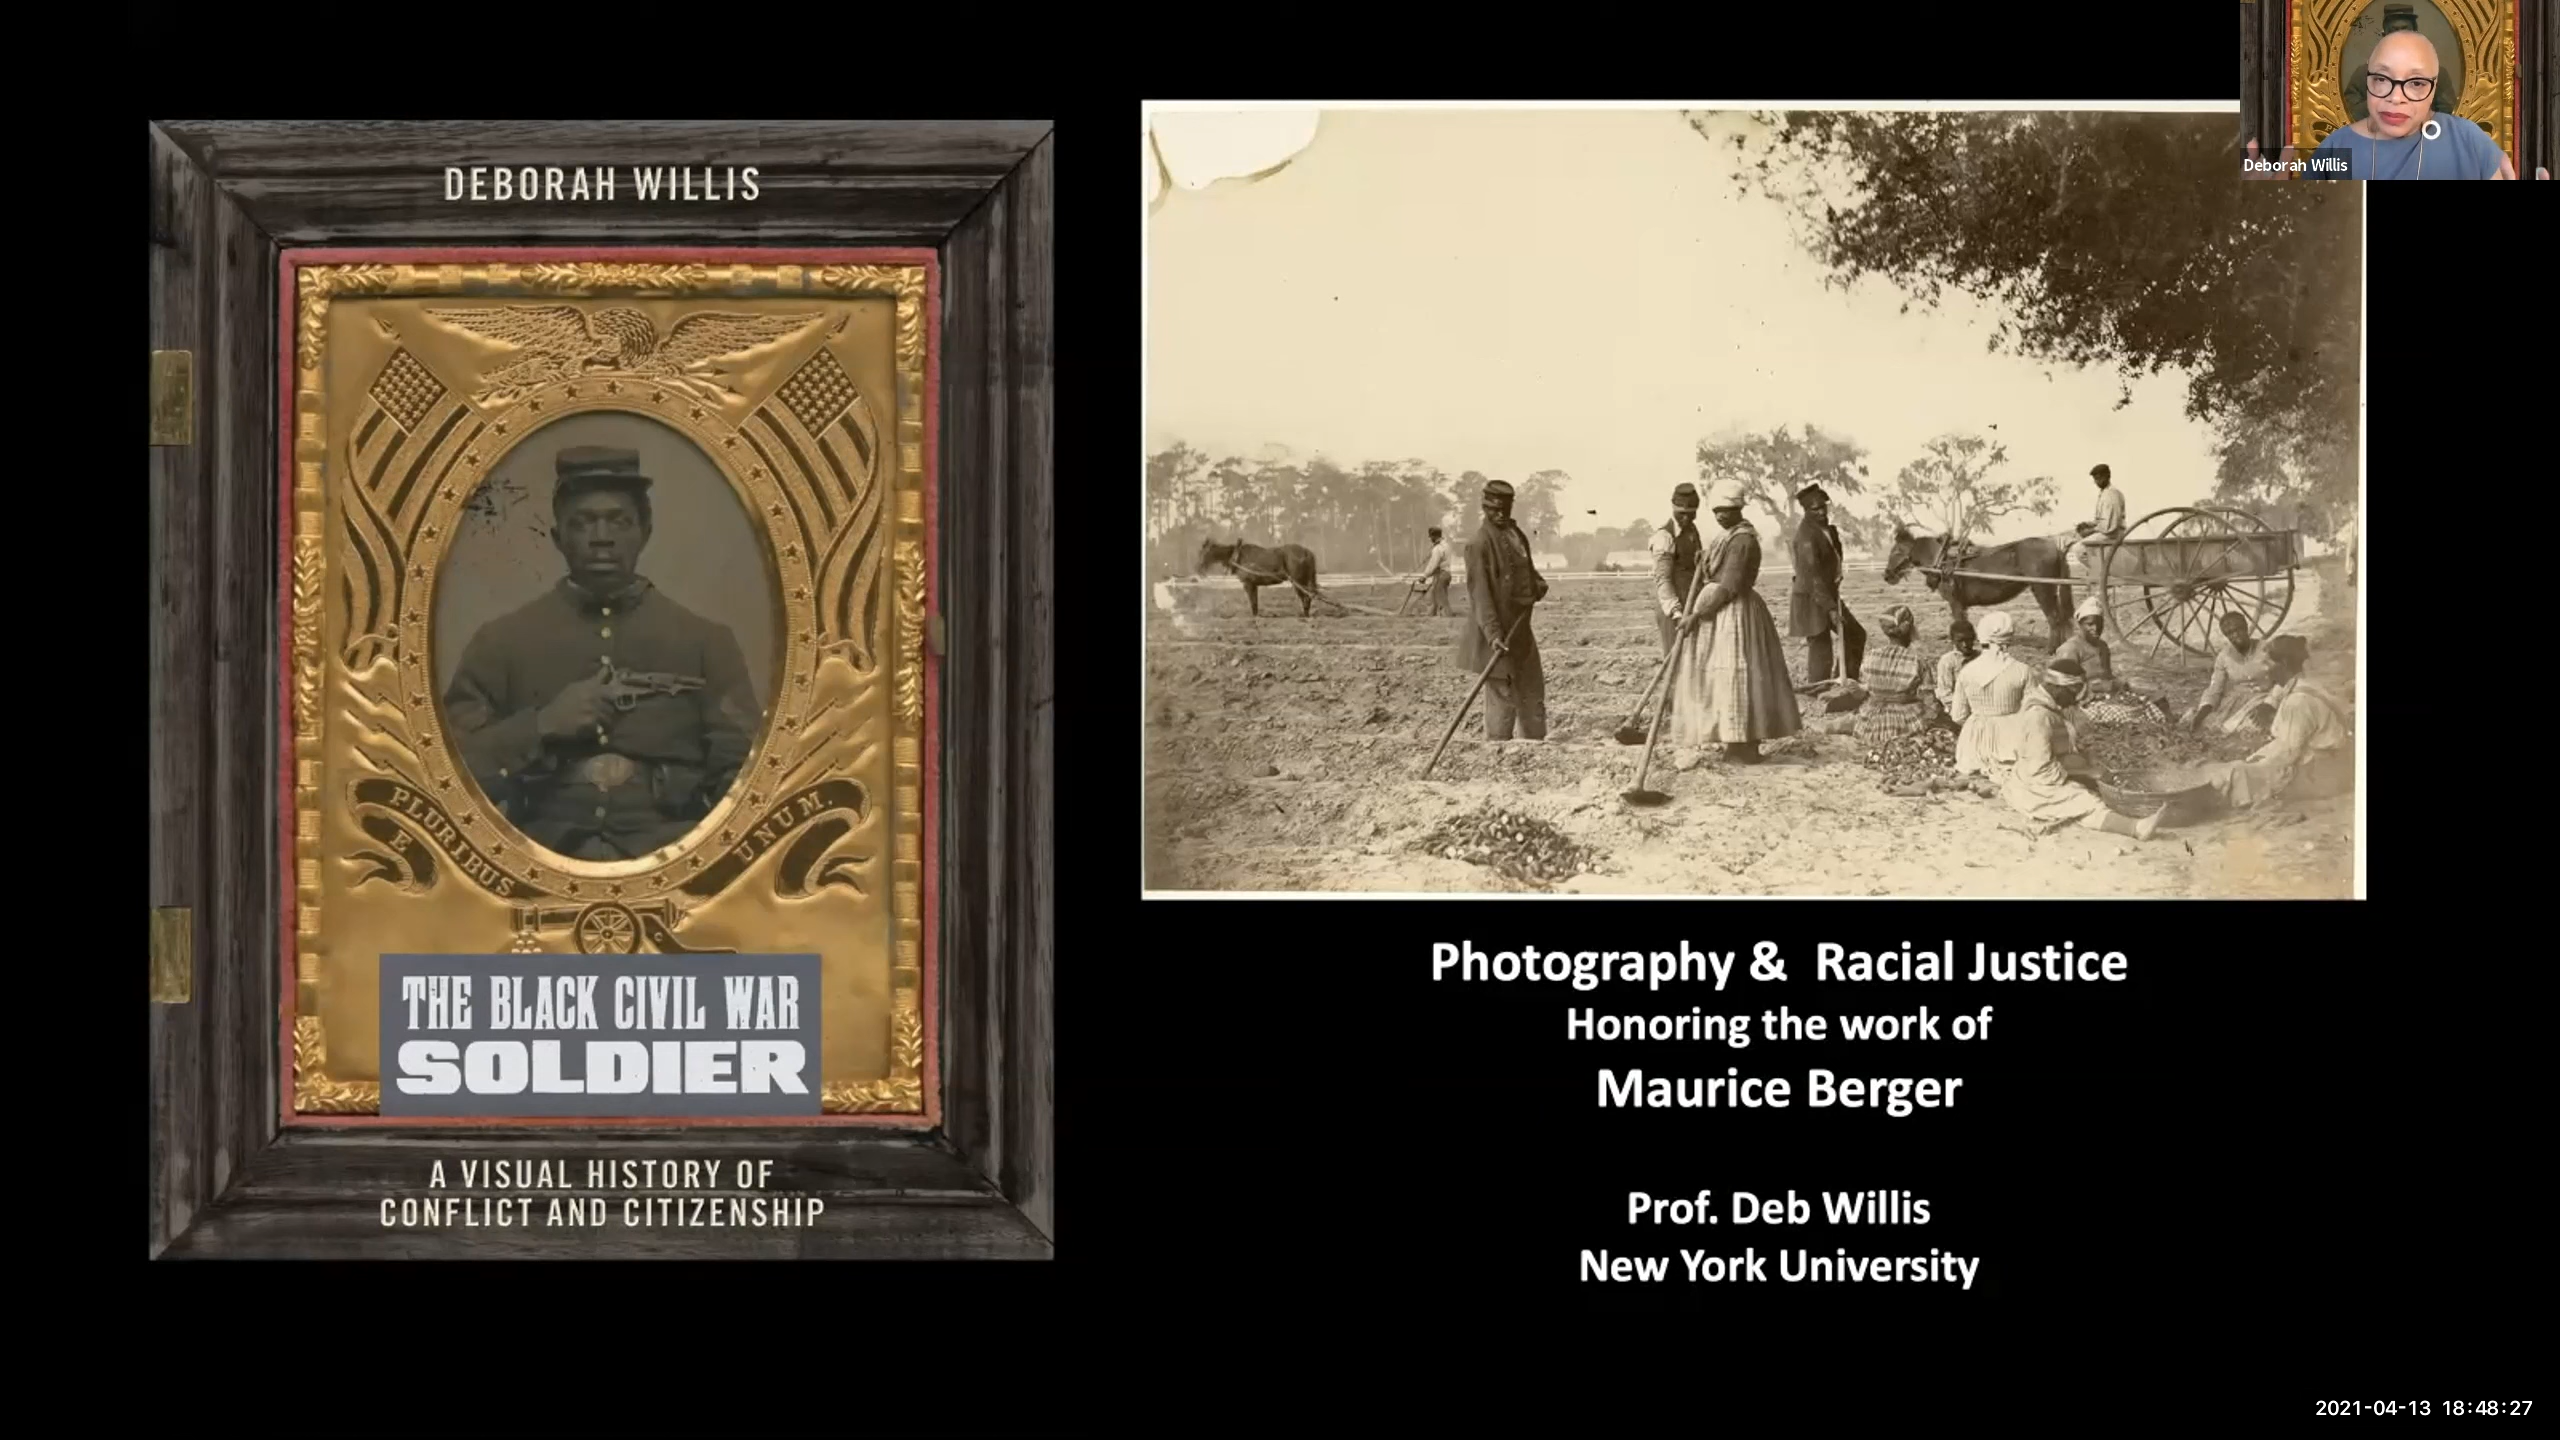 DEBORAH WILLIS
E PLURIBUS UNUM.
THE BLACK CIVIL WAR
SOLDIER
A VISUAL HISTORY OF
CONFLICT AND CITIZENSHIP
Deborah Willis
Photography & Racial Justice
Honoring the work of
Maurice Berger
Prof. Deb Willis
New York University
2021-04-13 18:48:27